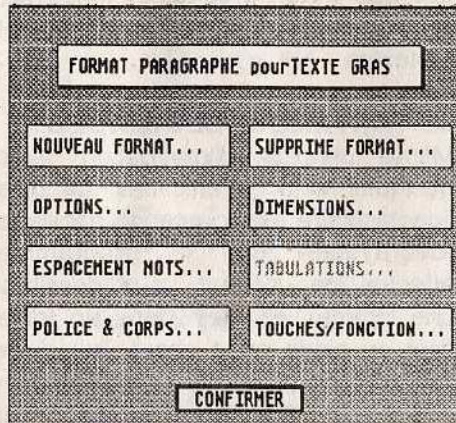 FORMAT PARAGRAPHE pourTEXTE GRAS
NOUVEAU FORMAT...
SUPPRIME FORMAT...
OPTIONS...
DIMENSIONS...
ESPACEMENT MOTS...
TABULATIONS...
POLICE & CORPS...
TOUCHES/FONCTION...
CONFIRMER